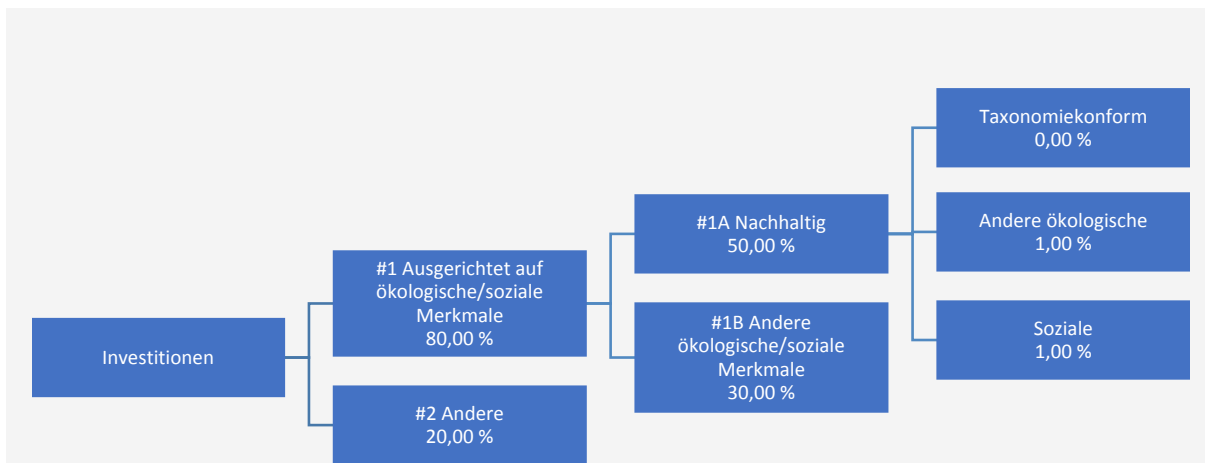 Investitionen
#1 Ausgerichtet auf
ökologische/soziale
Merkmale
80,00 %
#2 Andere
20,00 %
#1A Nachhaltig
50,00 %
#1B Andere
ökologische/soziale
Merkmale
30,00 %
Taxonomiekonform
0,00 %
Andere ökologische
1,00 %
Soziale
1,00 %